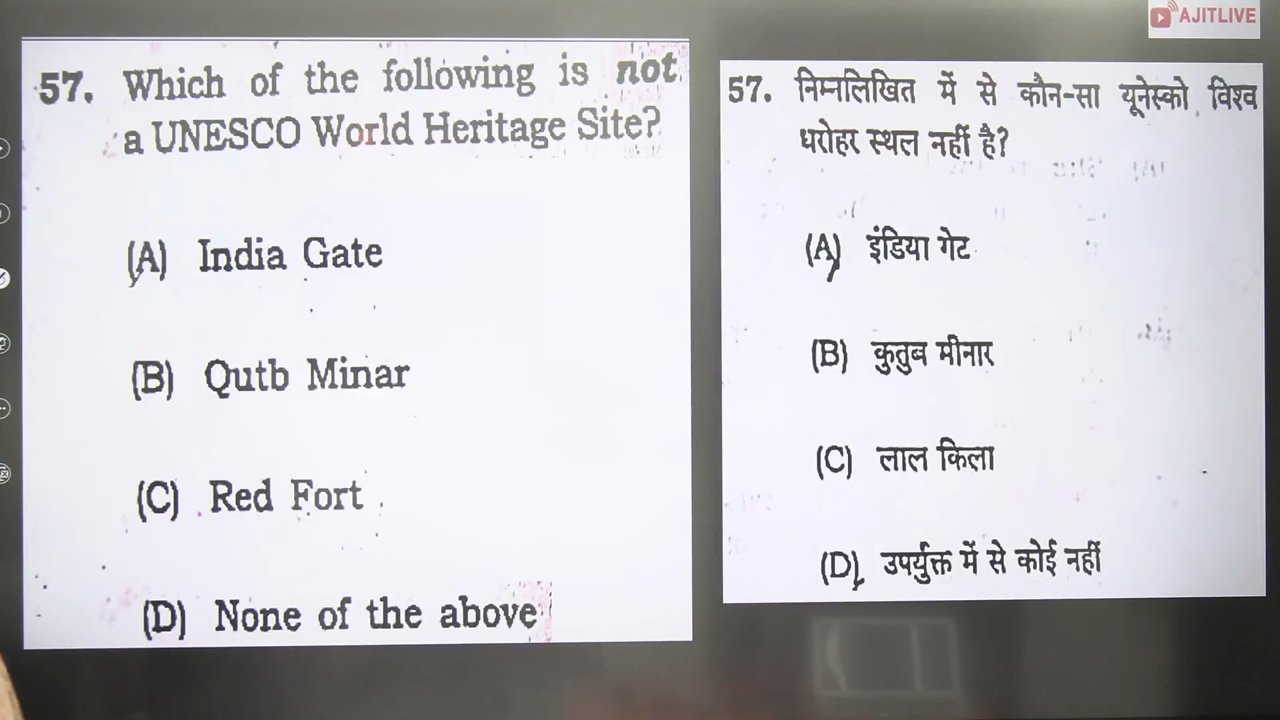 AJITLIVE
57. Which of the following is not
a UNESCO World Heritage Site?
(A) India Gate
(B) Qutb Minar
(C) Red Fort
(D) None of the above
57. निम्नलिखित में से कौन-सा यूनेस्को विश्व
धरोहर स्थल नहीं है?
(A) इंडिया गेट
(B) कुतुब मीनार
(C) लाल किला
(D) उपर्युक्त में से कोई नहीं